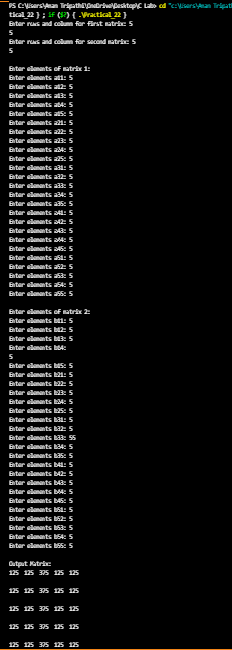 PS C:\Users\Aman Tripathi\OneDrive\Desktop\C Lab> cd "c:\Users\Aman Tripathi
tical_22 } ; if ($?) { .\Practical_22 }
Enter rows and column for first matrix: 5
5
Enter rows and column for second matrix: 5
5
Enter elements of matrix 1:
Enter elements a11: 5
Enter elements a12: 5
Enter elements a13: 5
Enter elements a14: 5
Enter elements a15: 5
Enter elements a21: 5
Enter elements a22: 5
Enter elements a23: 5
Enter elements a24: 5
Enter elements a25: 5
Enter elements a31: 5
Enter elements a32: 5
Enter elements a33: 5
Enter elements a34: 5
Enter elements a35: 5
Enter elements a41: 5
Enter elements a42: 5
Enter elements a43: 5
Enter elements a44: 5
Enter elements a45: 5
Enter elements a51: 5
Enter elements a52: 5
Enter elements a53: 5
Enter elements a54: 5
Enter elements a55: 5
Enter elements of matrix 2:
Enter elements b11: 5
Enter elements b12: 5
Enter elements b13: 5
Enter elements b14:
5
Enter elements b15: 5
Enter elements b21: 5
Enter elements b22: 5
Enter elements b23: 5
Enter elements b24: 5
Enter elements b25: 5
Enter elements b31: 5
Enter elements b32: 5
Enter elements b33: 55
Enter elements b34: 5
Enter elements b35: 5
Enter elements b41: 5
Enter elements b42: 5
Enter elements b43: 5
Enter elements b44: 5
Enter elements b45: 5
Enter elements b51: 5
Enter elements b52: 5
Enter elements b53: 5
Enter elements b54: 5
Enter elements b55: 5
Output Matrix:
125 125 375 125 125
125 125 375 125 125
125 125 375 125 125
125 125 375 125 125
125 125 375 125 125